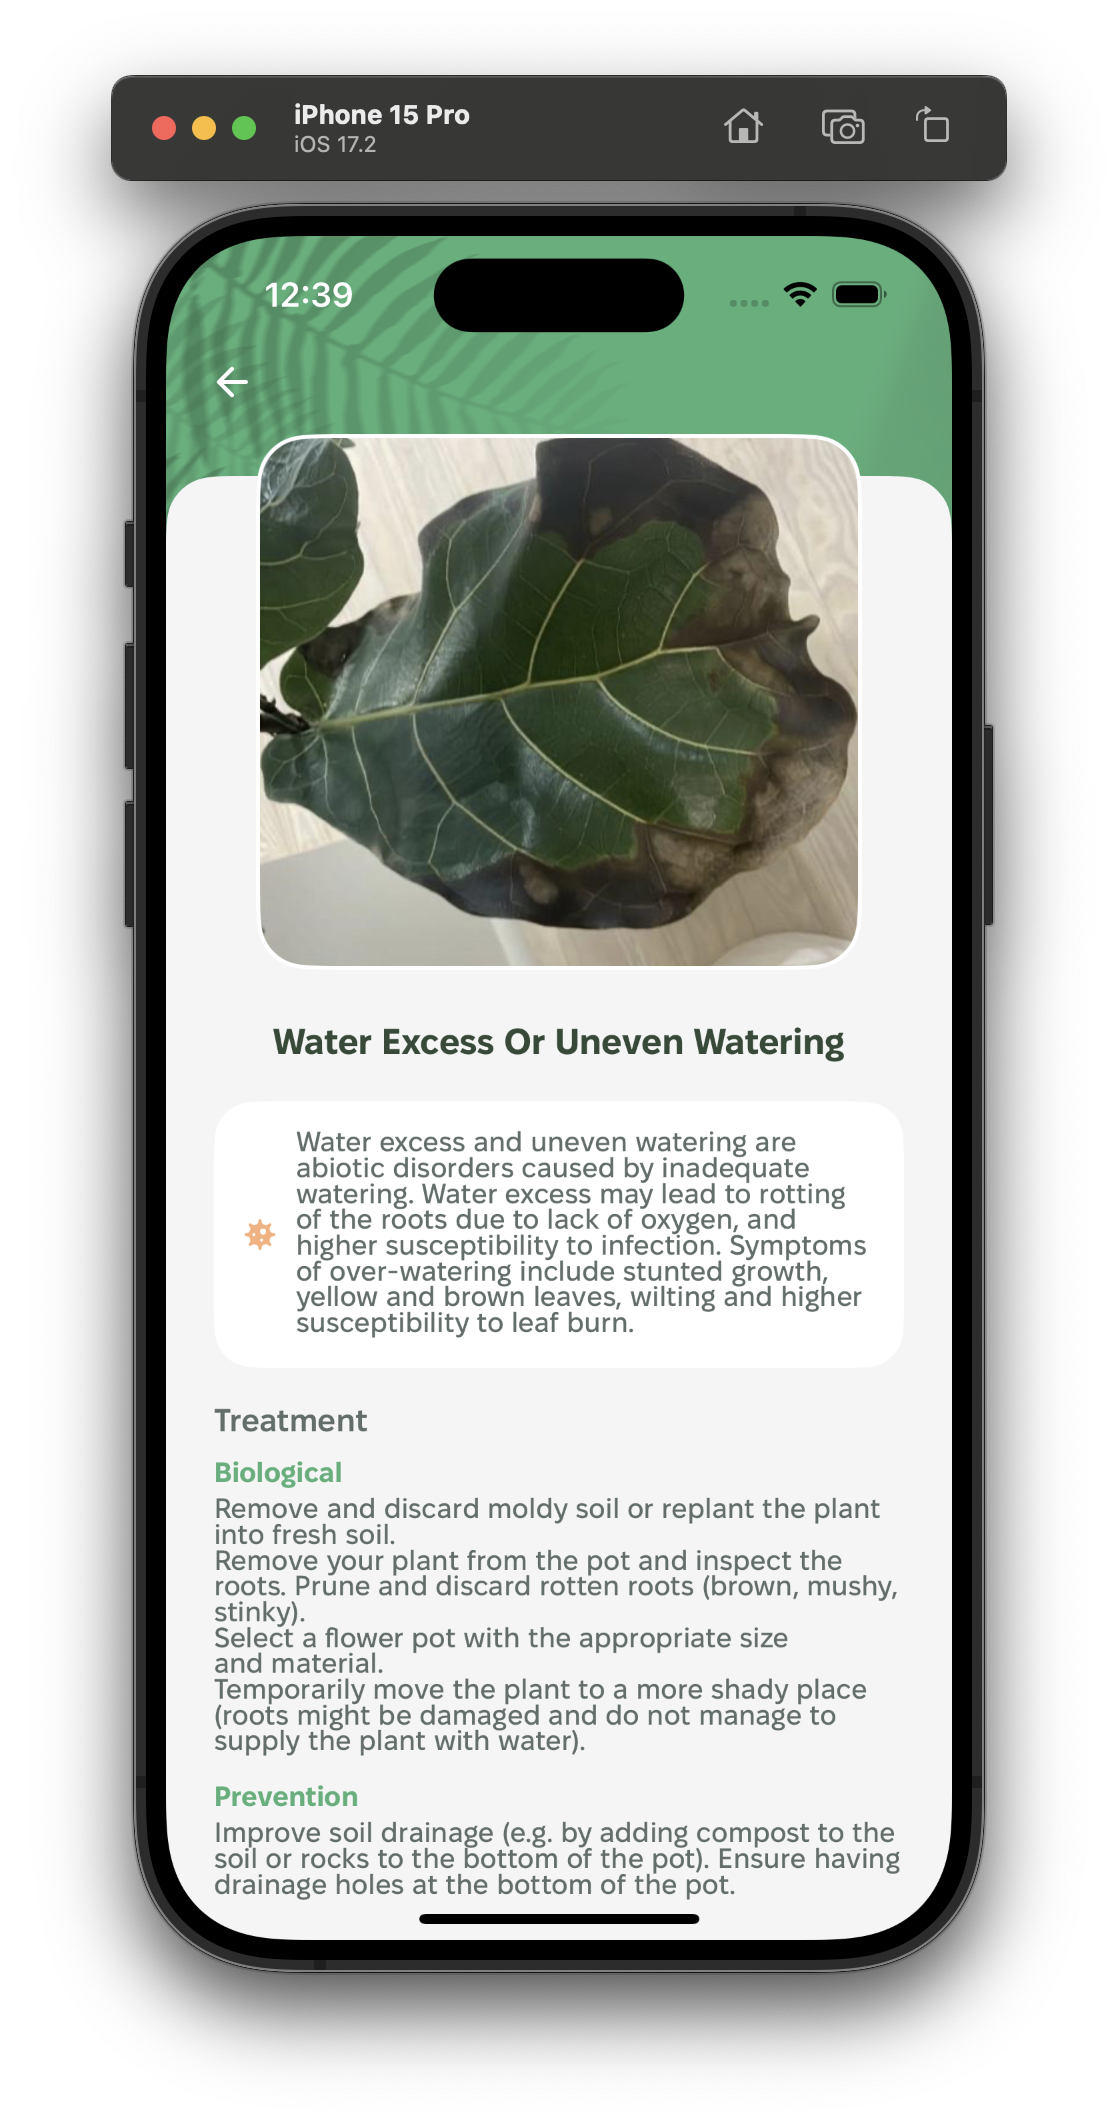 iPhone 15 Pro
iOS 17.2
12:39
Water Excess Or Uneven Watering
Water excess and uneven watering are
abiotic disorders caused by inadequate
watering. Water excess may lead to rotting
of the roots due to lack of oxygen, and
higher susceptibility to infection. Symptoms
of over-watering include stunted growth,
yellow and brown leaves, wilting and higher
susceptibility to leaf burn.
Treatment
Biological
Remove and discard moldy soil or replant the plant
into fresh soil.
Remove your plant from the pot and inspect the
roots. Prune and discard rotten roots (brown, mushy,
stinky).
Select a flower pot with the appropriate size
and material.
Temporarily move the plant to a more shady place
(roots might be damaged and do not manage to
supply the plant with water).
Prevention
Improve soil drainage (e.g. by adding compost to the
soil or rocks to the bottom of the pot). Ensure having
drainage holes at the bottom of the pot.